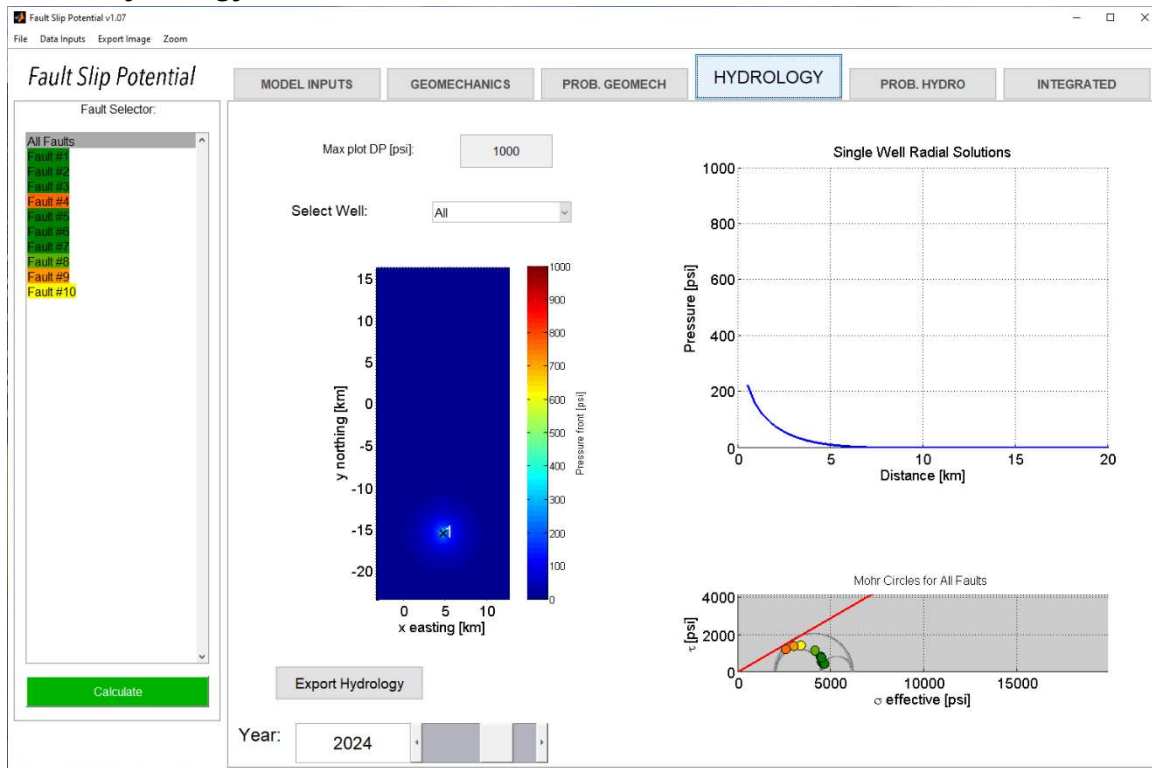 Fault Slip Potential v1.07
File Data Inputs Export Image Zoom
Fault Slip Potential
MODEL INPUTS GEOMECHANICS PROB. GEOMECH HYDROLOGY PROB. HYDRO INTEGRATED
Fault Selector:
All Faults
Fault #1
Fault #2
Fault #3
Fault #4
Fault #5
Fault #6
Fault #7
Fault #8
Fault #9
Fault #10
Calculate
Max plot DP [psi]: 1000
Select Well: All
15
10
5
0
-5
-10
-15
-20
y northing [km]
0 5 10
x easting [km]
1
1000
900
800
700
600
500
400
300
200
100
0
Pressure front [psi]
Export Hydrology
Year: 2024
Single Well Radial Solutions
1000
800
600
400
200
0
Pressure [psi]
0 5 10 15 20
Distance [km]
Mohr Circles for All Faults
4000
2000
0
τ [psi]
0 5000 10000 15000
σ effective [psi]